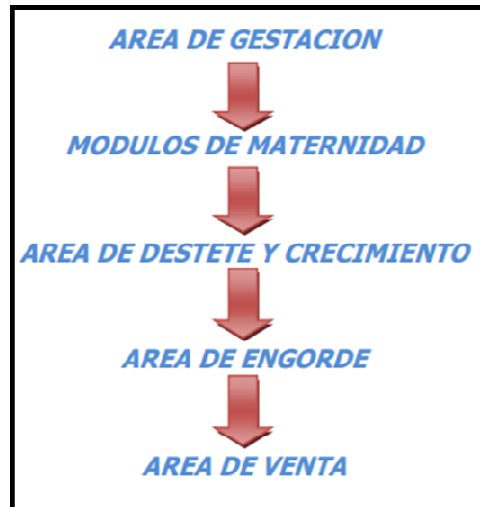 AREA DE GESTACION
MODULOS DE MATERNIDAD
AREA DE DESTETE Y CRECIMIENTO
AREA DE ENGORDE
AREA DE VENTA